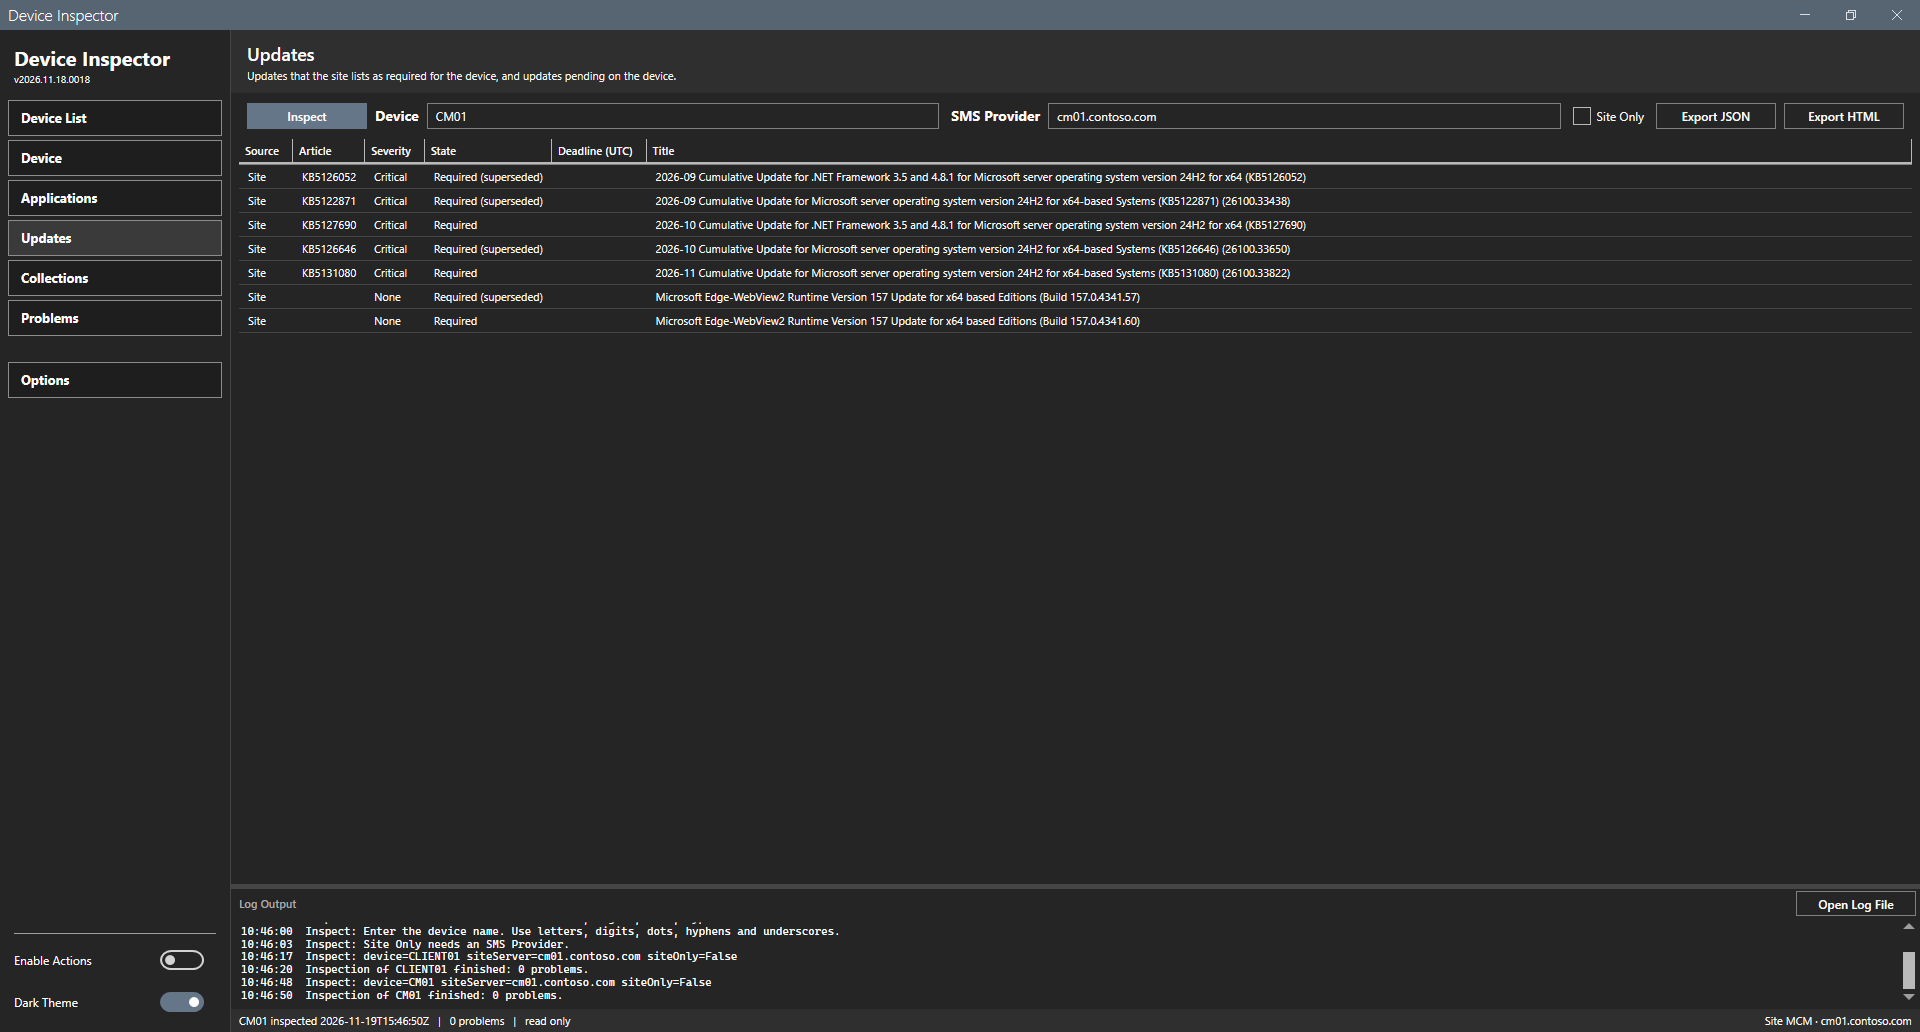 Device Inspector
Device Inspector
v2026.11.18.0018
Device List
Device
Applications
Updates
Collections
Problems
Options
Enable Actions
Dark Theme
Updates
Updates that the site lists as required for the device, and updates pending on the device.
Inspect Device CM01 SMS Provider cm01.contoso.com Site Only Export JSON Export HTML
Source Article Severity State Deadline (UTC) Title
Site KB5126052 Critical Required (superseded) 2026-09 Cumulative Update for .NET Framework 3.5 and 4.8.1 for Microsoft server operating system version 24H2 for x64 (KB5126052)
Site KB5122871 Critical Required (superseded) 2026-09 Cumulative Update for Microsoft server operating system version 24H2 for x64-based Systems (KB5122871) (26100.33438)
Site KB5127690 Critical Required 2026-10 Cumulative Update for .NET Framework 3.5 and 4.8.1 for Microsoft server operating system version 24H2 for x64 (KB5127690)
Site KB5126646 Critical Required (superseded) 2026-10 Cumulative Update for Microsoft server operating system version 24H2 for x64-based Systems (KB5126646) (26100.33650)
Site KB5131080 Critical Required 2026-11 Cumulative Update for Microsoft server operating system version 24H2 for x64-based Systems (KB5131080) (26100.33822)
Site None Required (superseded) Microsoft Edge-WebView2 Runtime Version 157 Update for x64 based Editions (Build 157.0.4341.57)
Site None Required Microsoft Edge-WebView2 Runtime Version 157 Update for x64 based Editions (Build 157.0.4341.60)
Log Output Open Log File
10:46:00 Inspect: Enter the device name. Use letters, digits, dots, hyphens and underscores.
10:46:03 Inspect: Site Only needs an SMS Provider.
10:46:17 Inspect: device=CLIENT01 siteServer=cm01.contoso.com siteOnly=False
10:46:20 Inspection of CLIENT01 finished: 0 problems.
10:46:48 Inspect: device=CM01 siteServer=cm01.contoso.com siteOnly=False
10:46:50 Inspection of CM01 finished: 0 problems.
CM01 inspected 2026-11-19T15:46:50Z | 0 problems | read only Site MCM · cm01.contoso.com